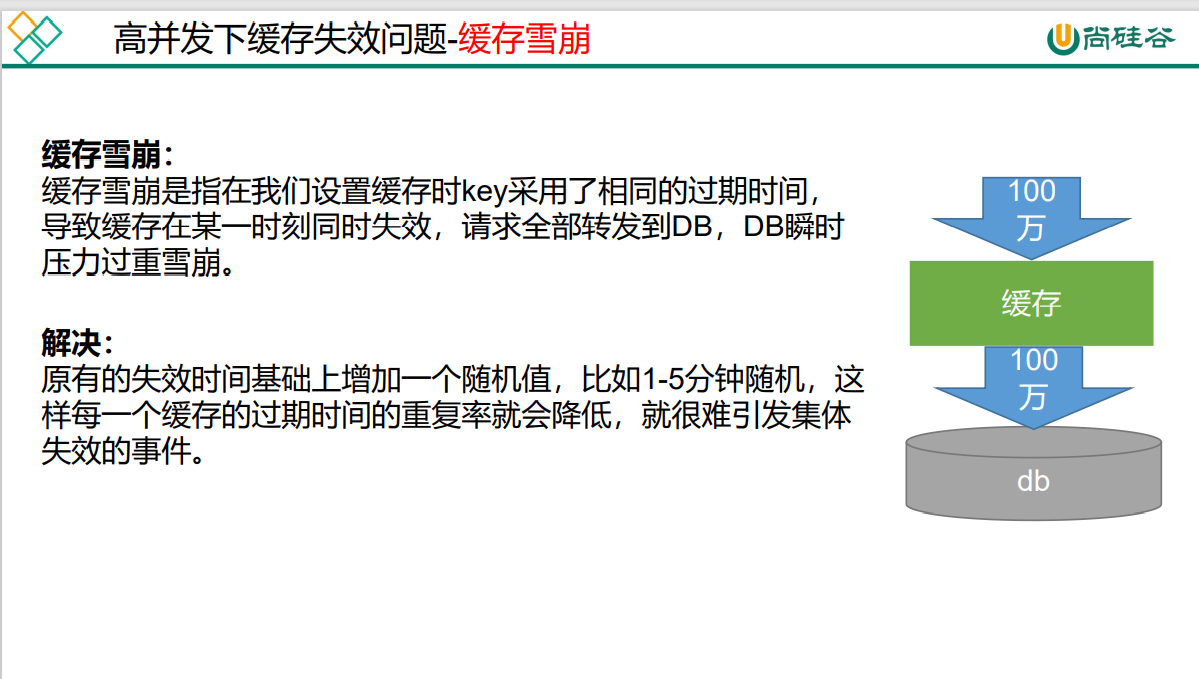 高并发下缓存失效问题-缓存雪崩
尚硅谷
缓存雪崩：
缓存雪崩是指在我们设置缓存时key采用了相同的过期时间，
导致缓存在某一时刻同时失效，请求全部转发到DB，DB瞬时
压力过重雪崩。
解决：
原有的失效时间基础上增加一个随机值，比如1-5分钟随机，这
样每一个缓存的过期时间的重复率就会降低，就很难引发集体
失效的事件。
100
万
缓存
100
万
db